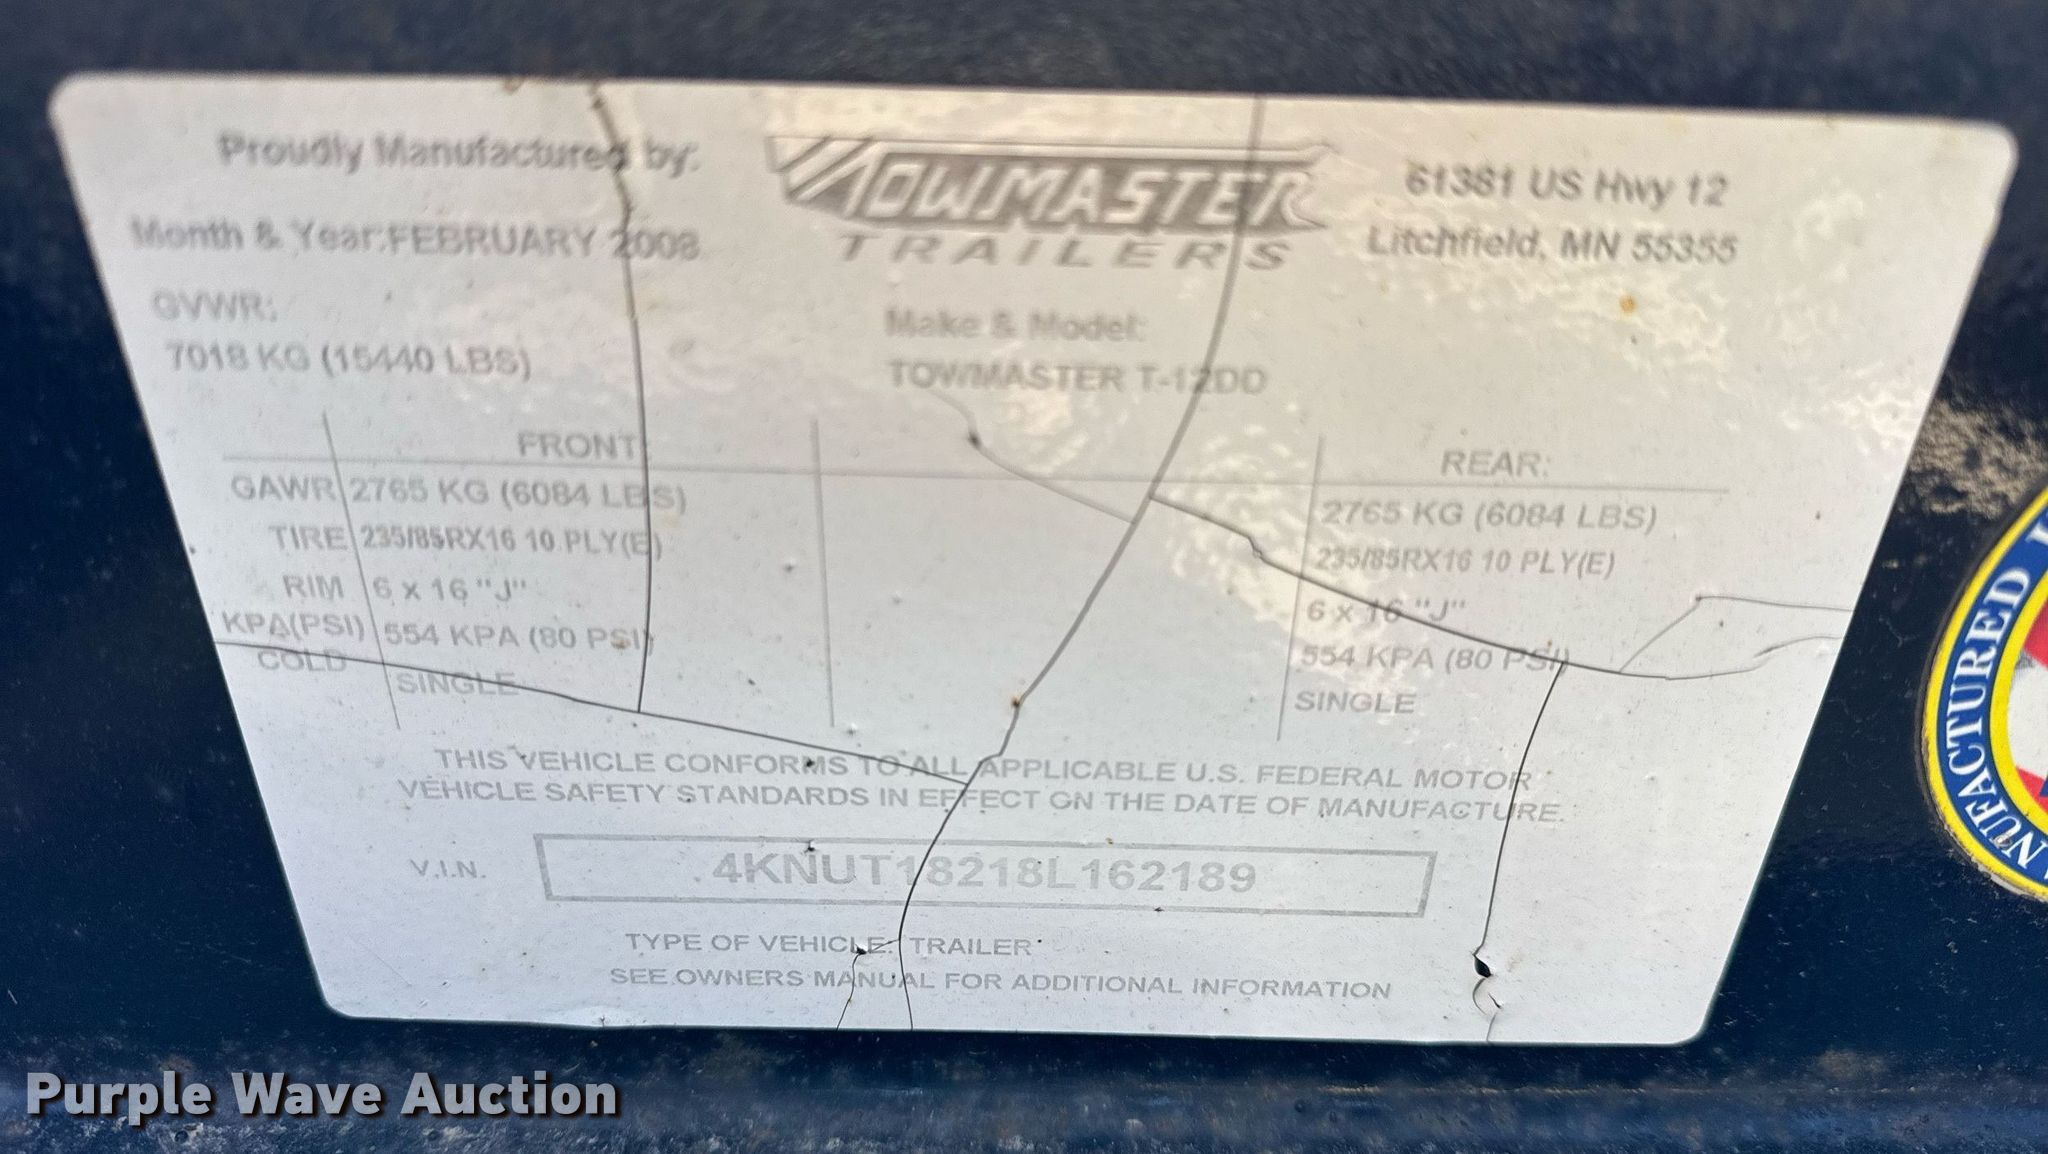 Proudly Manufactured by:
TOWMASTER
TRAILERS
61381 US Hwy 12
Litchfield, MN 55355
Month & Year:FEBRUARY 2008
GVWR:
7018 KG (15440 LBS)
Make & Model:
TOWMASTER T-12DD
FRONT: REAR:
GAWR 2765 KG (6084 LBS) 2765 KG (6084 LBS)
TIRE 235/85RX16 10 PLY(E) 235/85RX16 10 PLY(E)
RIM 6 x 16 "J" 6 x 16 "J"
KPA(PSI) 554 KPA (80 PSI) 554 KPA (80 PSI)
COLD SINGLE SINGLE
THIS VEHICLE CONFORMS TO ALL APPLICABLE U.S. FEDERAL MOTOR
VEHICLE SAFETY STANDARDS IN EFFECT ON THE DATE OF MANUFACTURE.
V.I.N. 4KNUT18218L162189
TYPE OF VEHICLE: TRAILER
SEE OWNERS MANUAL FOR ADDITIONAL INFORMATION
Purple Wave Auction